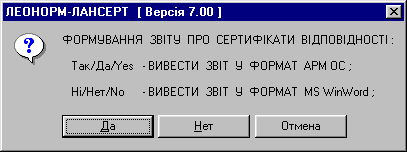 ЛЕОНОРМ-ЛАНСЕРТ [ Версія 7.00 ]
ФОРМУВАННЯ ЗВІТУ ПРО СЕРТИФІКАТИ ВІДПОВІДНОСТІ :
Так/Да/Yes - ВИВЕСТИ ЗВІТ У ФОРМАТ АРМ ОС ;
Ні/Нет/No - ВИВЕСТИ ЗВІТ У ФОРМАТ MS WinWord ;
Да Нет Отмена